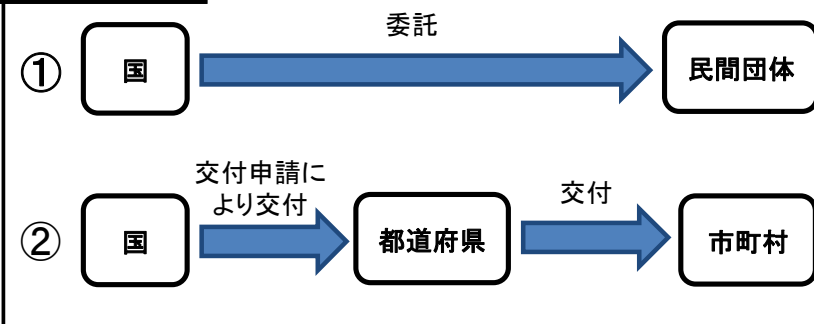 委託
① 国 民間団体
交付申請に
より交付
交付
② 国 都道府県 市町村